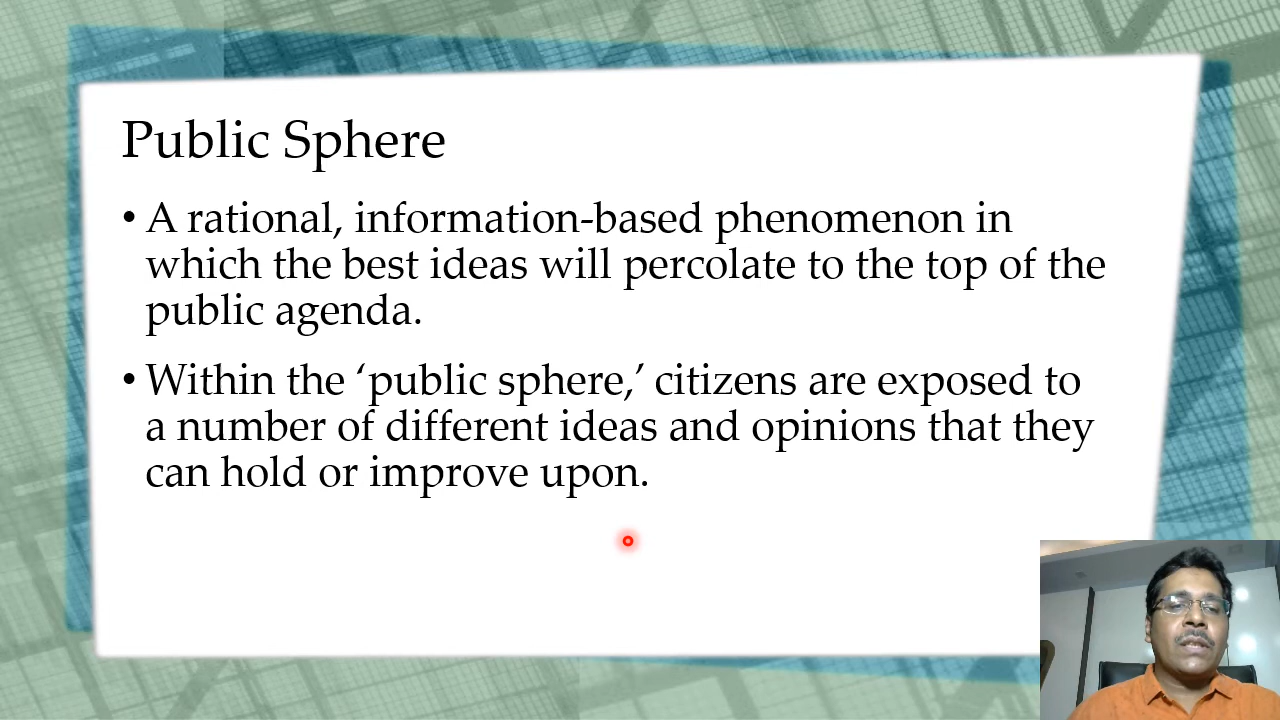 Public Sphere
• A rational, information-based phenomenon in
which the best ideas will percolate to the top of the
public agenda.
• Within the ‘public sphere,’ citizens are exposed to
a number of different ideas and opinions that they
can hold or improve upon.